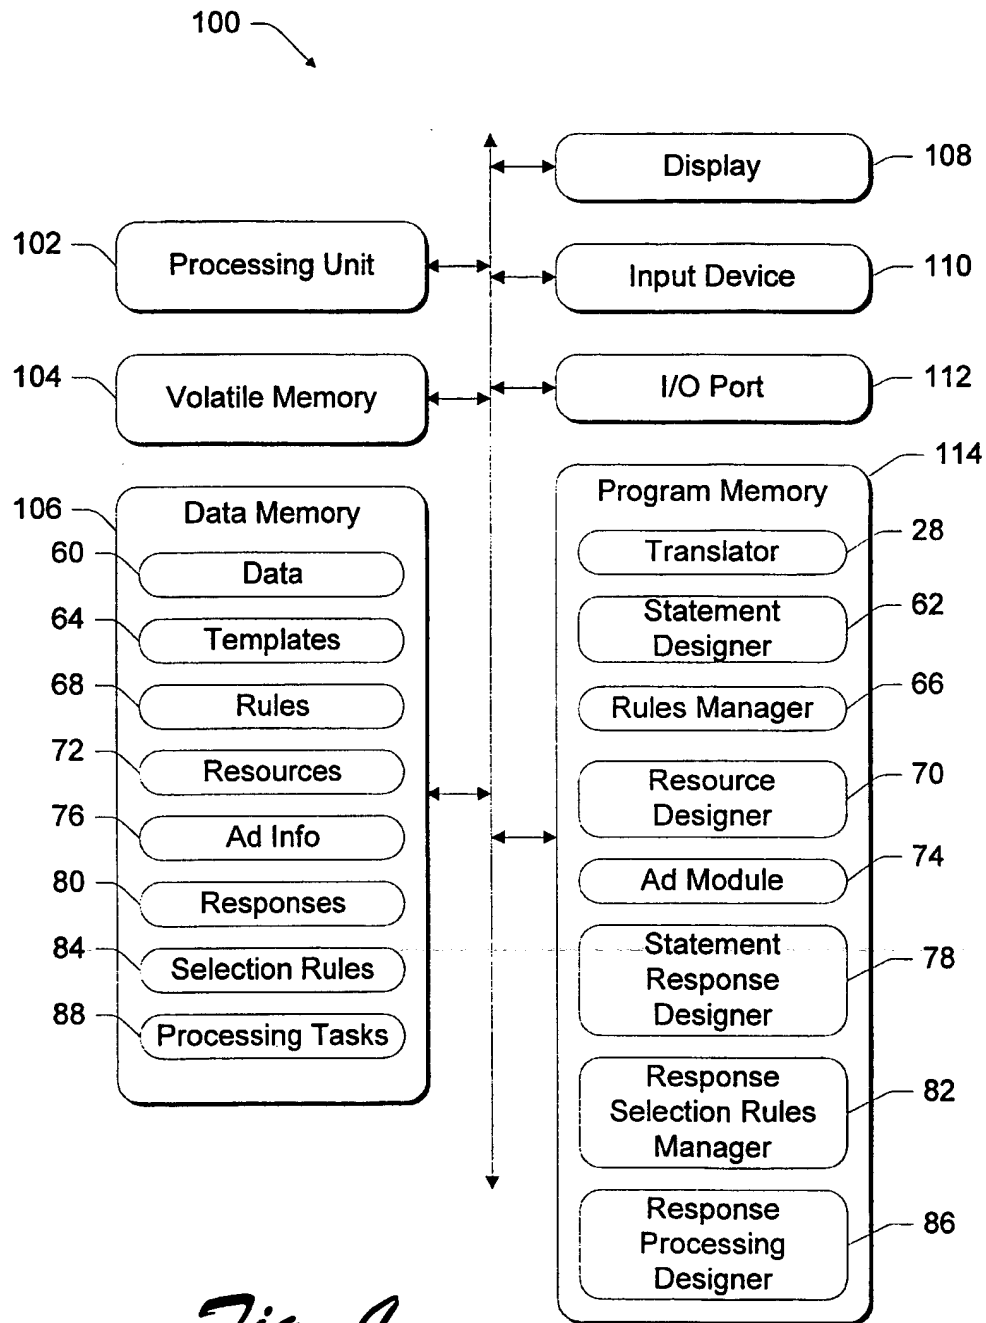 100
Display
108
102
Processing Unit
Input Device
110
104
Volatile Memory
I/O Port
112
106
Data Memory
60
Data
64
Templates
68
Rules
72
Resources
76
Ad Info
80
Responses
84
Selection Rules
88
Processing Tasks
114
Program Memory
Translator
28
Statement
Designer
62
Rules Manager
66
Resource
Designer
70
Ad Module
74
Statement
Response
Designer
78
Response
Selection Rules
Manager
82
Response
Processing
Designer
86